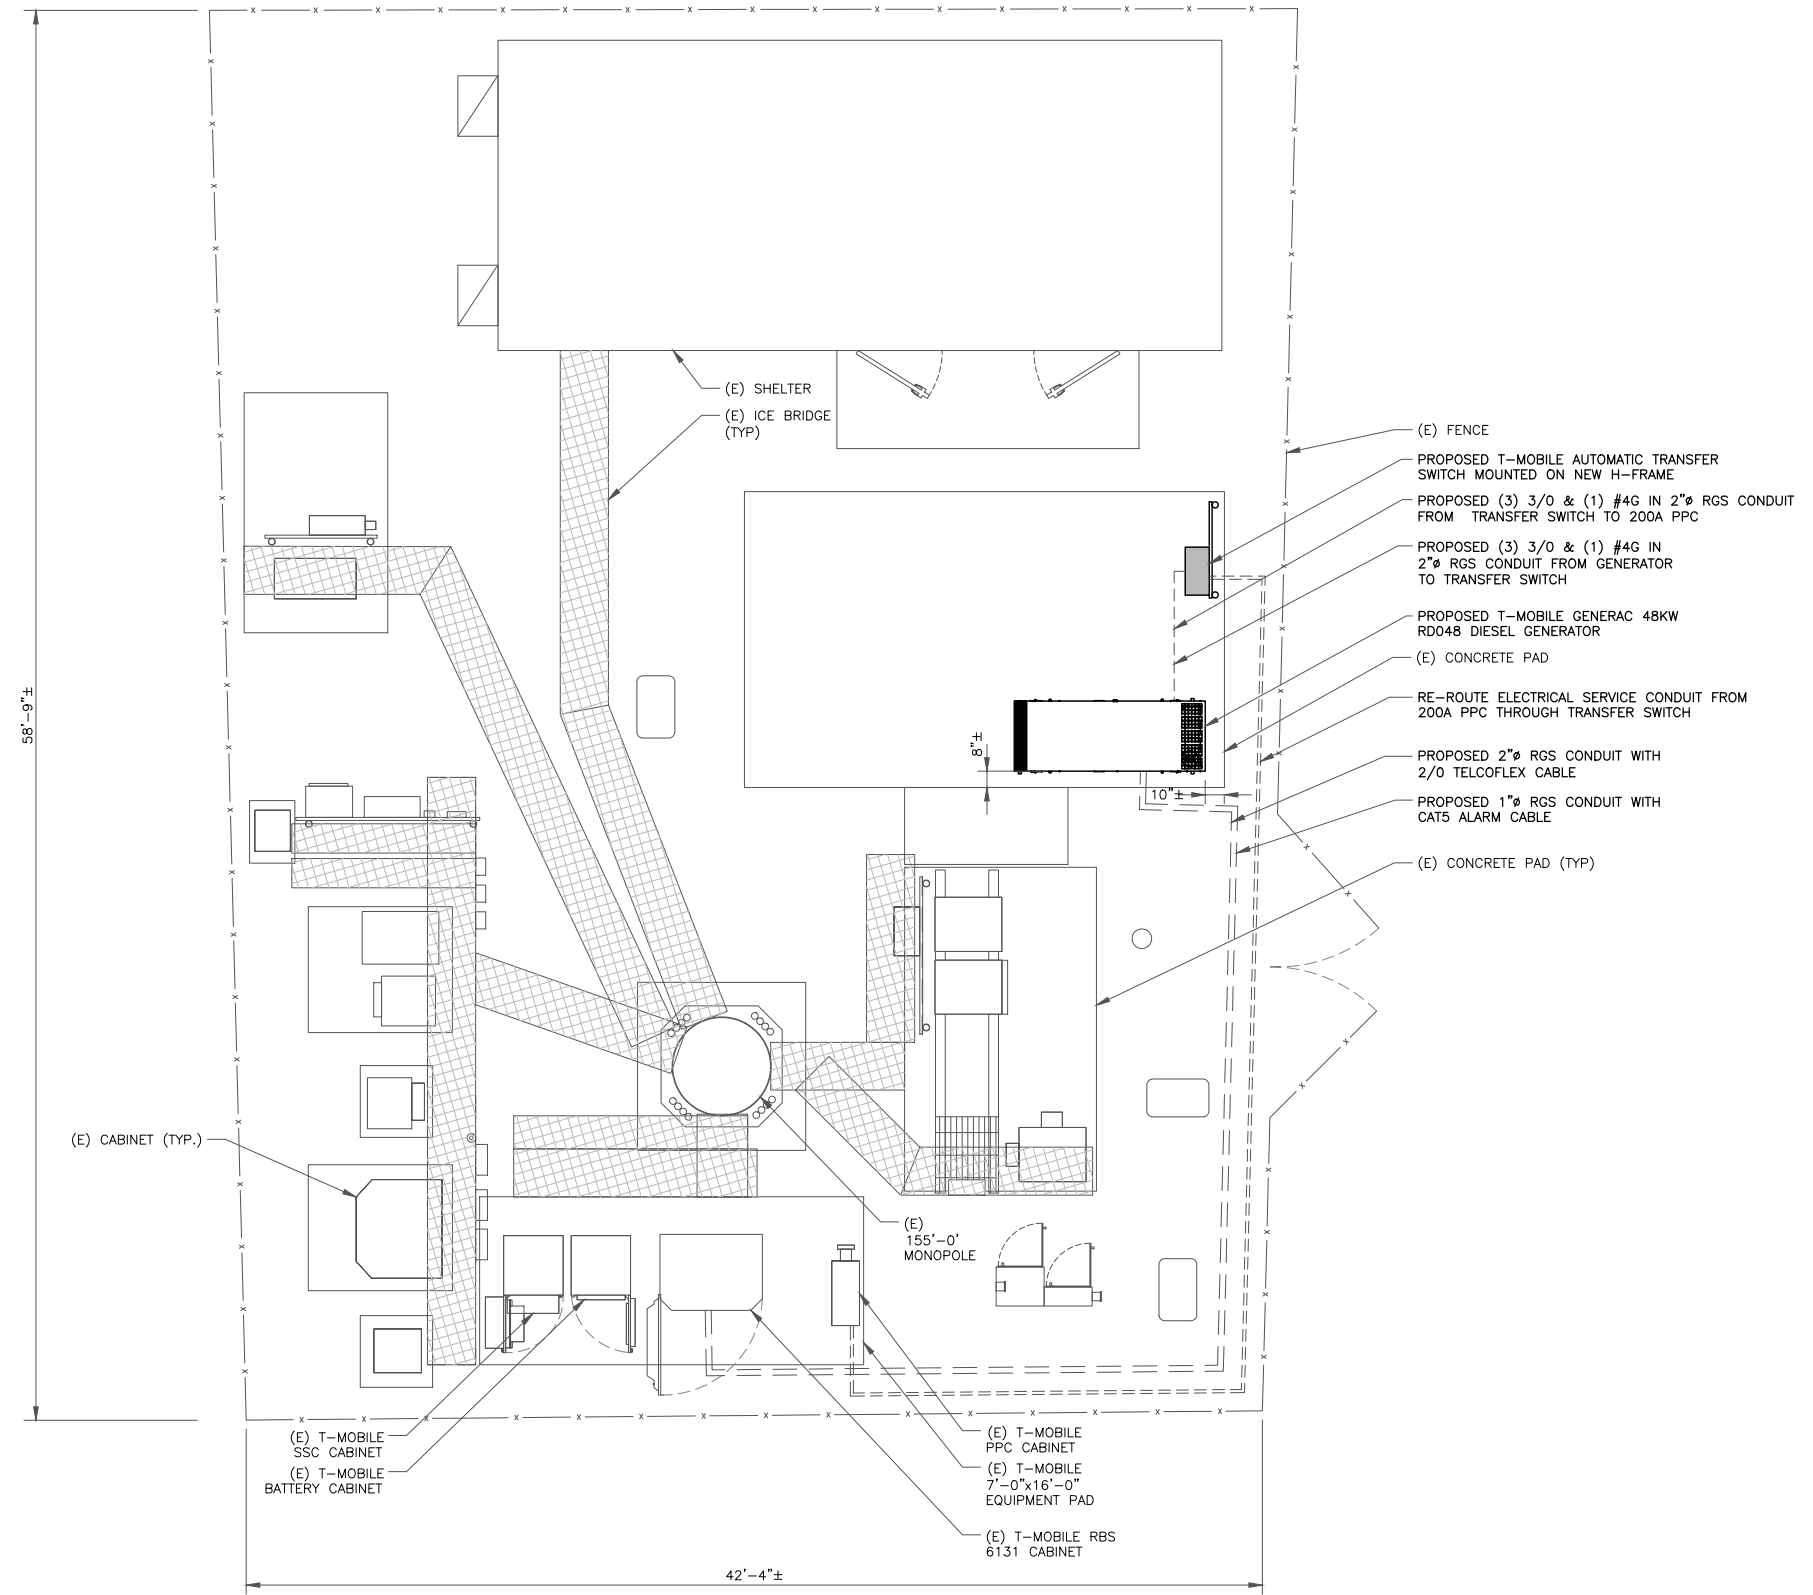 (E) SHELTER
(E) ICE BRIDGE
(TYP)
(E) FENCE
PROPOSED T-MOBILE AUTOMATIC TRANSFER
SWITCH MOUNTED ON NEW H-FRAME
PROPOSED (3) 3/0 & (1) #4G IN 2"ø RGS CONDUIT
FROM TRANSFER SWITCH TO 200A PPC
PROPOSED (3) 3/0 & (1) #4G IN
2"ø RGS CONDUIT FROM GENERATOR
TO TRANSFER SWITCH
PROPOSED T-MOBILE GENERAC 48KW
RD048 DIESEL GENERATOR
(E) CONCRETE PAD
RE-ROUTE ELECTRICAL SERVICE CONDUIT FROM
200A PPC THROUGH TRANSFER SWITCH
PROPOSED 2"ø RGS CONDUIT WITH
2/0 TELCOFLEX CABLE
PROPOSED 1"ø RGS CONDUIT WITH
CAT5 ALARM CABLE
(E) CONCRETE PAD (TYP)
58'-9"±
8"±
10"±
(E) CABINET (TYP.)
(E)
155'-0'
MONOPOLE
(E) T-MOBILE
SSC CABINET
(E) T-MOBILE
BATTERY CABINET
(E) T-MOBILE
PPC CABINET
(E) T-MOBILE
7'-0"x16'-0"
EQUIPMENT PAD
(E) T-MOBILE RBS
6131 CABINET
42'-4"±